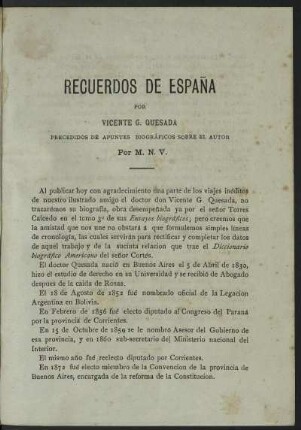 RECUERDOS DE ESPAÑA
POR
VICENTE G. QUESADA
PRECEDIDOS DE APUNTES BIOGRÁFICOS SOBRE EL AUTOR
Por M. N. V.
Al publicar hoy con agradecimiento una parte de los viajes inéditos
de nuestro ilustrado amigo el doctor don Vicente G. Quesada, no
trazaremos su biografía, obra desempeñada ya por el señor Torres
Caicedo en el tomo 3º de sus Ensayos biográficos; pero creemos que
la amistad que nos une no obstará á que formulemos simples líneas
de cronología, las cuales servirán para rectificar y completar los datos
de aquel trabajo y de la sucinta relacion que trae el Diccionario
biográfico Americano del señor Cortés.
El doctor Quesada nació en Buenos Aires el 5 de Abril de 1830,
hizo el estudio de derecho en su Universidad y se recibió de Abogado
despues de la caida de Rosas.
El 28 de Agosto de 1852 fué nombrado oficial de la Legacion
Argentina en Bolivia.
En Febrero de 1856 fué electo diputado al Congreso del Paraná
por la provincia de Corrientes.
En 15 de Octubre de 1859 se le nombró Asesor del Gobierno de
esa provincia, y en 1860 sub-secretario del Ministerio nacional del
Interior.
El mismo año fué reelecto diputado por Corrientes.
En 1872 fué electo miembro de la Convencion de la provincia de
Buenos Aires, encargada de la reforma de la Constitucion.